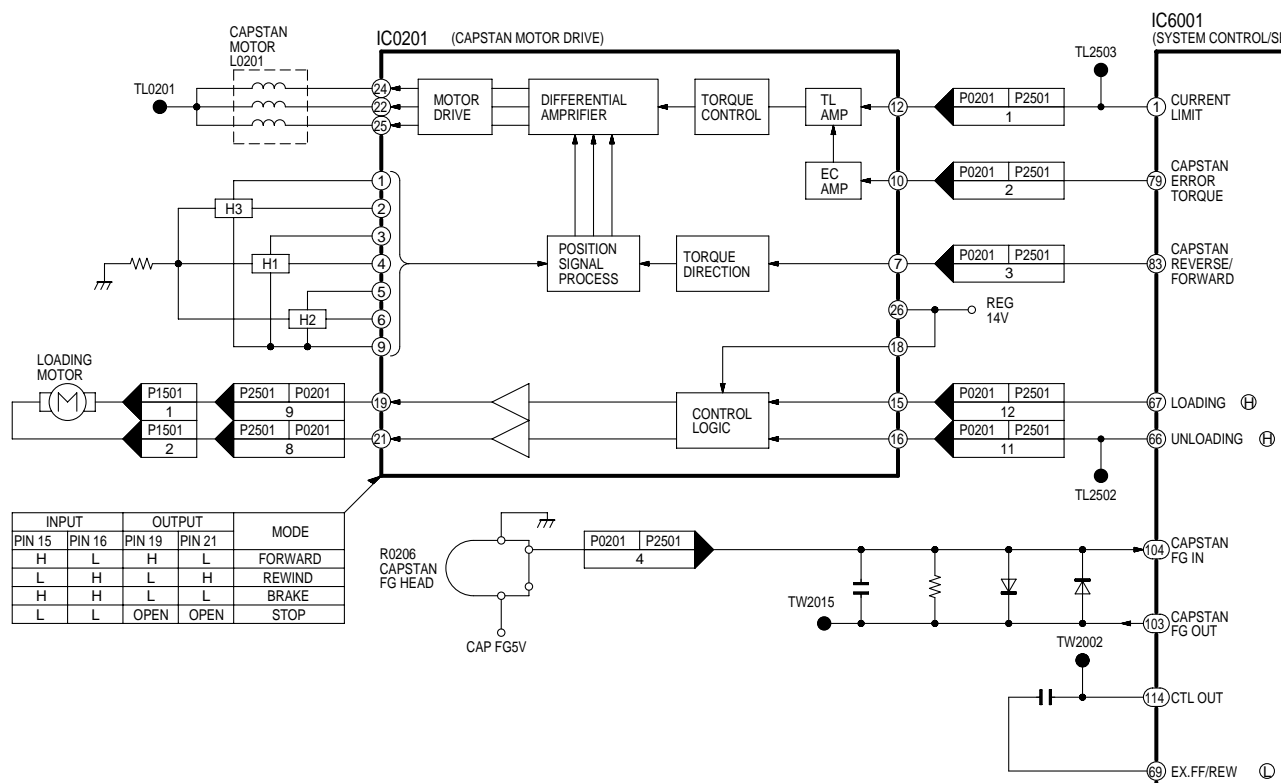 CAPSTAN
MOTOR
L0201
IC0201 (CAPSTAN MOTOR DRIVE)
IC6001
(SYSTEM CONTROL/SE
TL2503
TL0201
24
22
25
MOTOR
DRIVE
DIFFERENTIAL
AMPRIFIER
TORQUE
CONTROL
TL
AMP
12
P0201 P2501
1
1
CURRENT
LIMIT
EC
AMP
10
P0201 P2501
2
79
CAPSTAN
ERROR
TORQUE
1
2
3
4
5
6
9
H3
H1
H2
POSITION
SIGNAL
PROCESS
TORQUE
DIRECTION
7
P0201 P2501
3
83
CAPSTAN
REVERSE/
FORWARD
26
REG
14V
18
LOADING
MOTOR
M
P1501
1
P2501 P0201
9
19
P1501
2
P2501 P0201
8
21
CONTROL
LOGIC
15
P0201 P2501
12
67
LOADING H
16
P0201 P2501
11
66
UNLOADING H
TL2502
INPUT OUTPUT MODE
PIN 15 PIN 16 PIN 19 PIN 21
H L H L FORWARD
L H L H REWIND
H H L L BRAKE
L L OPEN OPEN STOP
R0206
CAPSTAN
FG HEAD
CAP FG5V
P0201 P2501
4
104
CAPSTAN
FG IN
TW2015
103
CAPSTAN
FG OUT
TW2002
114
CTL OUT
69
EX.FF/REW L